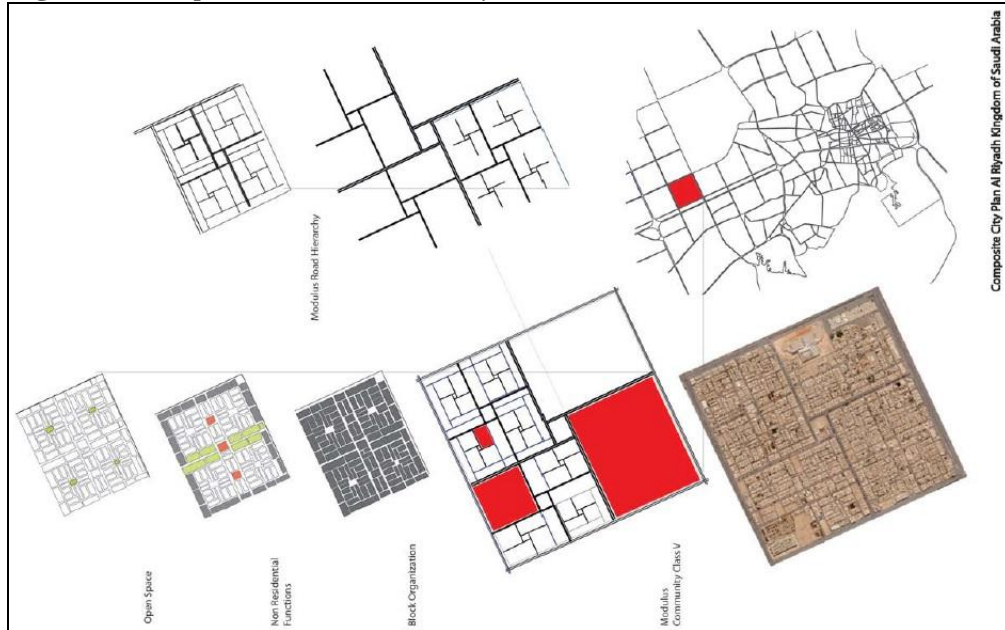 Composite City Plan Al Riyadh Kingdom of Saudi Arabia
Modulus Road Hierarchy
Open Space
Non Residential
Functions
Block Organization
Modulus
Community Class V